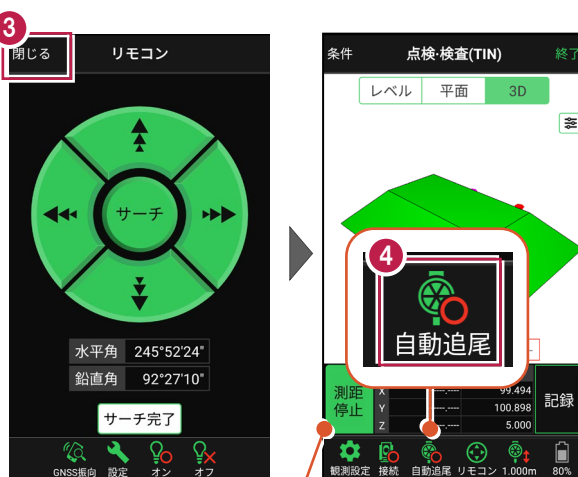 3
閉じる リモコン
サーチ
水平角 245°52'24"
鉛直角 92°27'10"
サーチ完了
GNSS振向 設定 オン オフ
条件 点検・検査(TIN) 終了
レベル 平面 3D
4
自動追尾
測距
停止
X --.--- 99.494
Y --.--- 100.898
Z --.--- 5.000
記録
観測設定 接続 自動追尾 リモコン 1.000m 80%